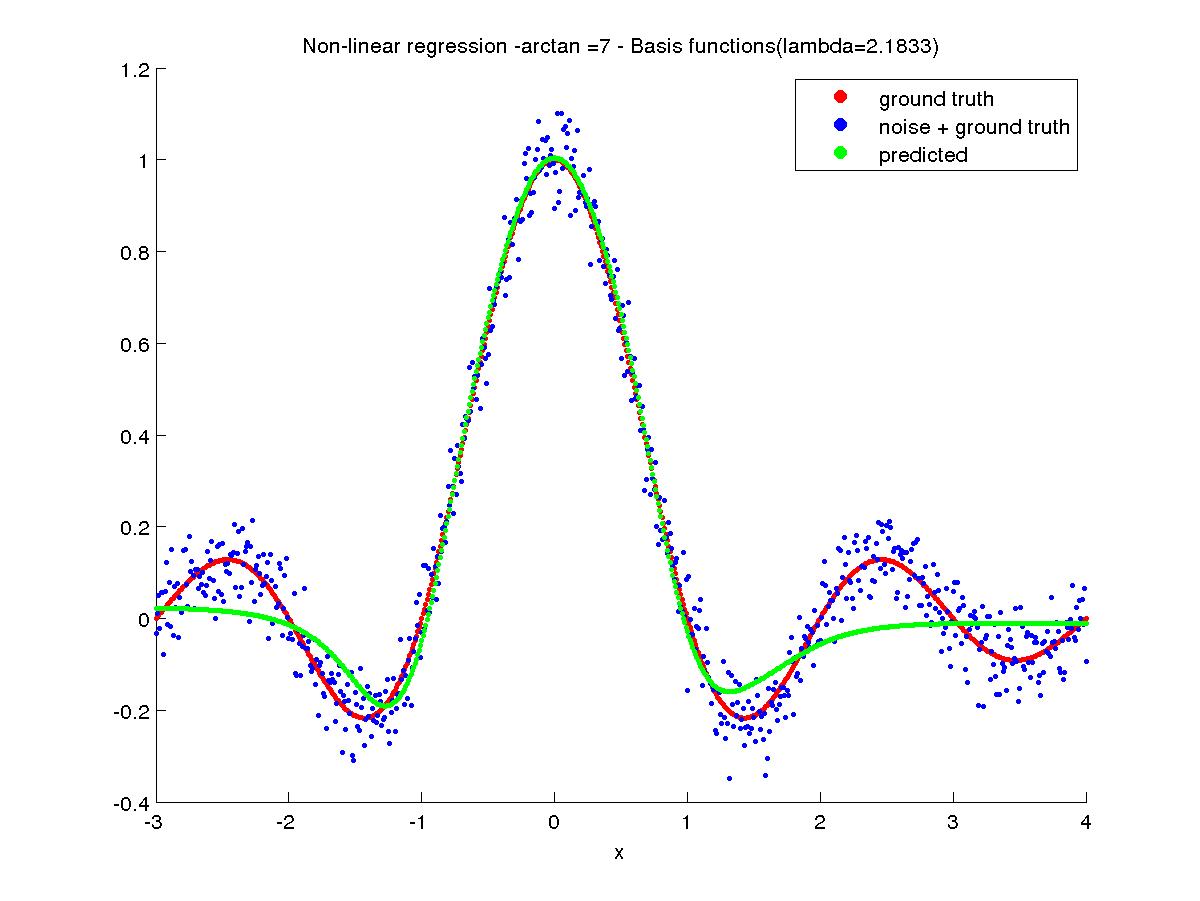 Non-linear regression -arctan =7 - Basis functions(lambda=2.1833)
1.2
1
0.8
0.6
0.4
0.2
0
-0.2
-0.4
ground truth
noise + ground truth
predicted
-3 -2 -1 0 1 2 3 4
x